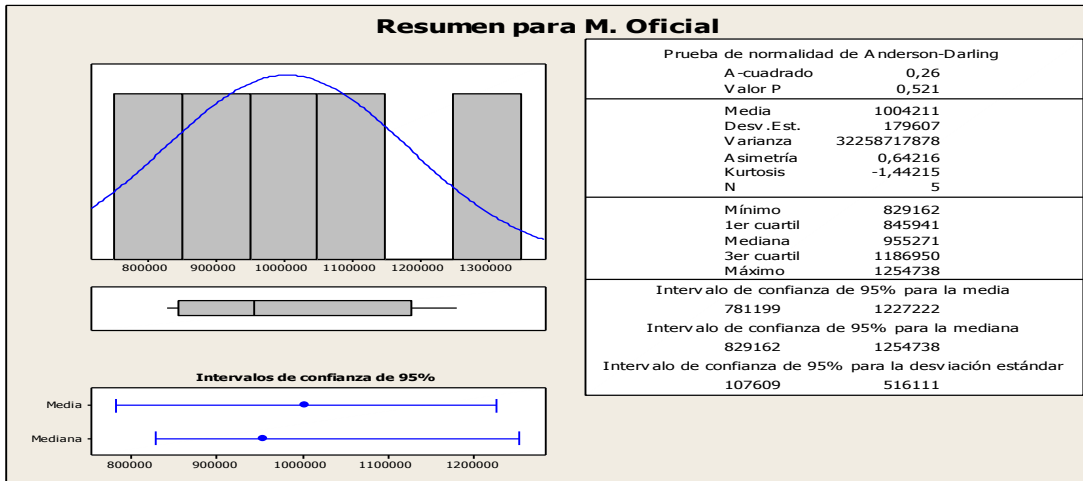 Resumen para M. Oficial
800000 900000 1000000 1100000 1200000 1300000
Intervalos de confianza de 95%
Media
Mediana
800000 900000 1000000 1100000 1200000
Prueba de normalidad de Anderson-Darling
A-cuadrado 0,26
Valor P 0,521
Media 1004211
Desv.Est. 179607
Varianza 32258717878
Asimetría 0,64216
Kurtosis -1,44215
N 5
Mínimo 829162
1er cuartil 845941
Mediana 955271
3er cuartil 1186950
Máximo 1254738
Intervalo de confianza de 95% para la media
781199 1227222
Intervalo de confianza de 95% para la mediana
829162 1254738
Intervalo de confianza de 95% para la desviación estándar
107609 516111